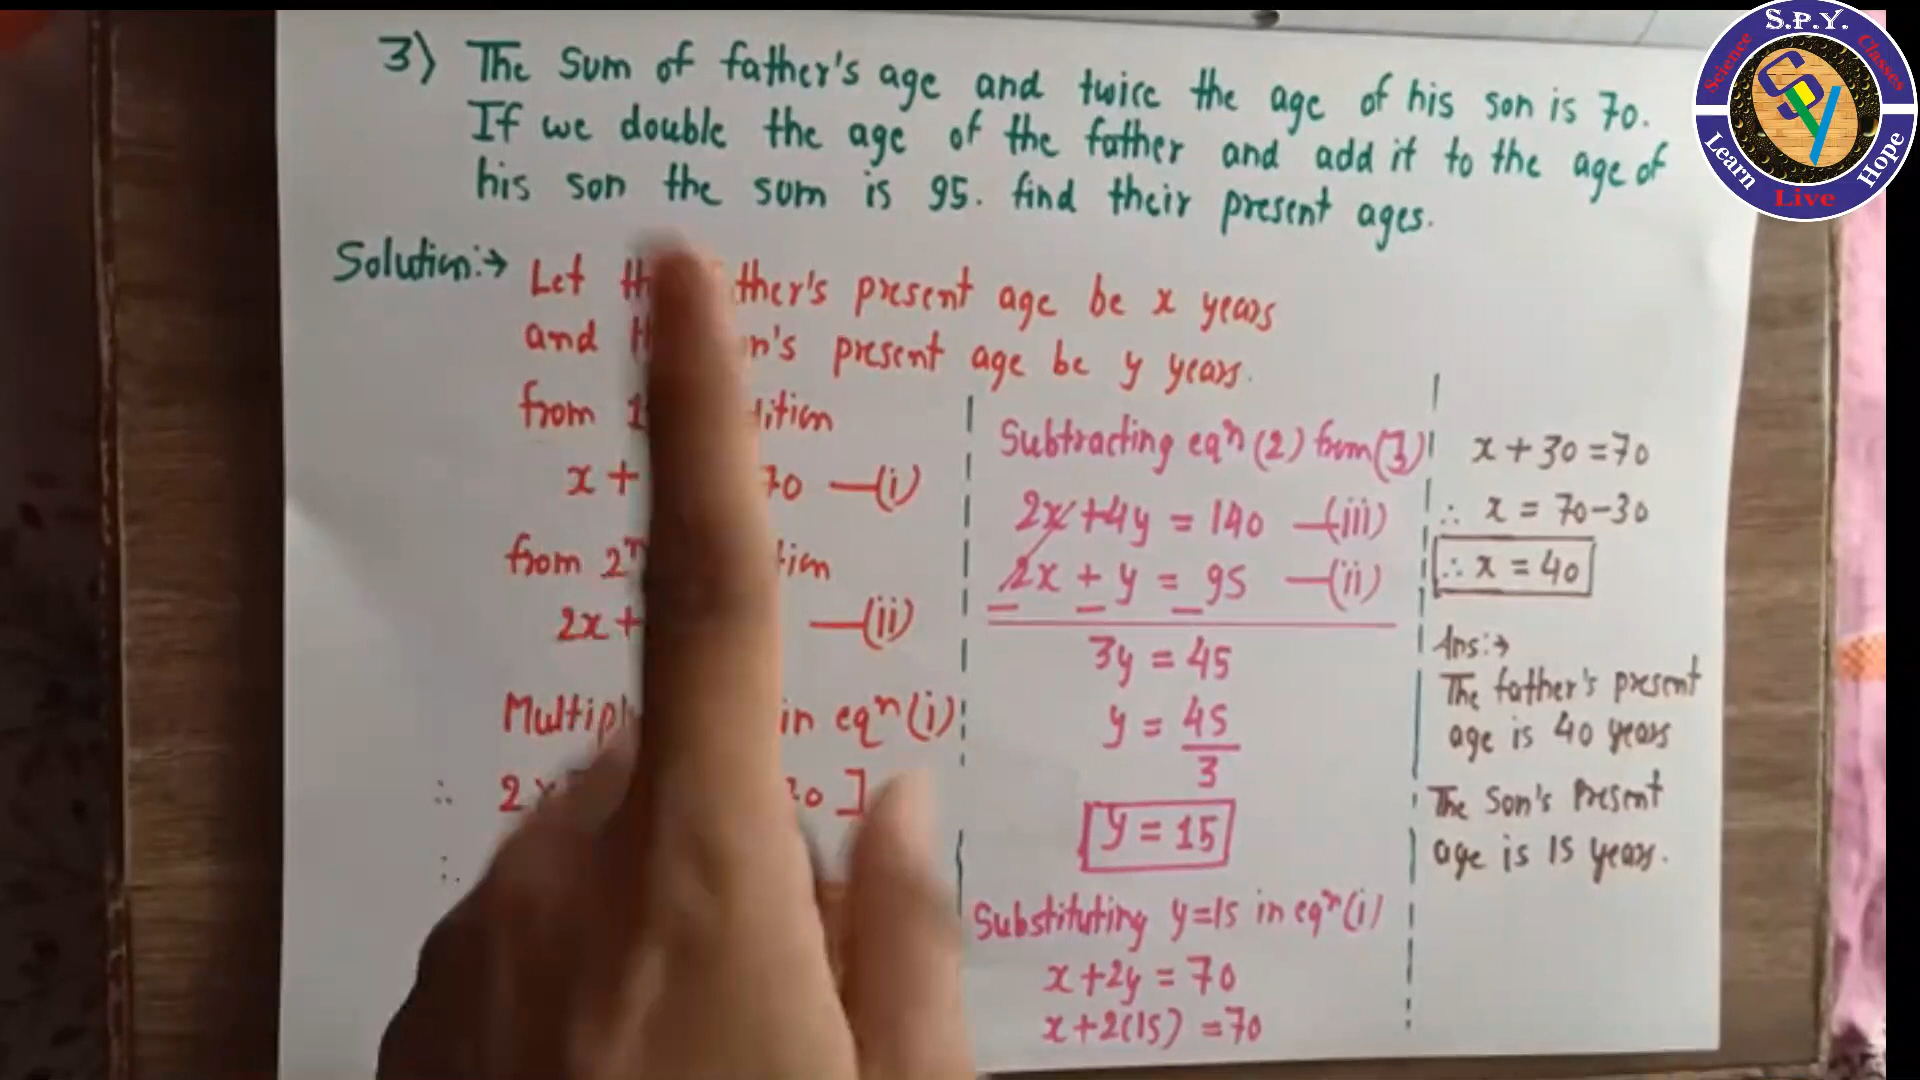 3) The sum of father's age and twice the age of his son is 70.
If we double the age of the father and add it to the age of
his son the sum is 95. find their present ages.
Solution:→
Let present age be x years
and present age be y years.
from
x + 70 —(i)
from
2x + —(ii)
in eqⁿ (i)
∴ 2 ]
∴
Subtracting eqⁿ (2) from (3)
2x + 4y = 140 —(iii)
2x + y = 95 —(ii)
— — —
3y = 45
y = 45
3
y = 15
Substituting y=15 in eqⁿ (i)
x + 2y = 70
x + 2(15) = 70
x + 30 = 70
∴ x = 70 - 30
∴ x = 40
Ans:→
The father's present
age is 40 years
The Son's Present
age is 15 years.
S.P.Y.
Science
Classes
SPY
Learn
Live
Hope